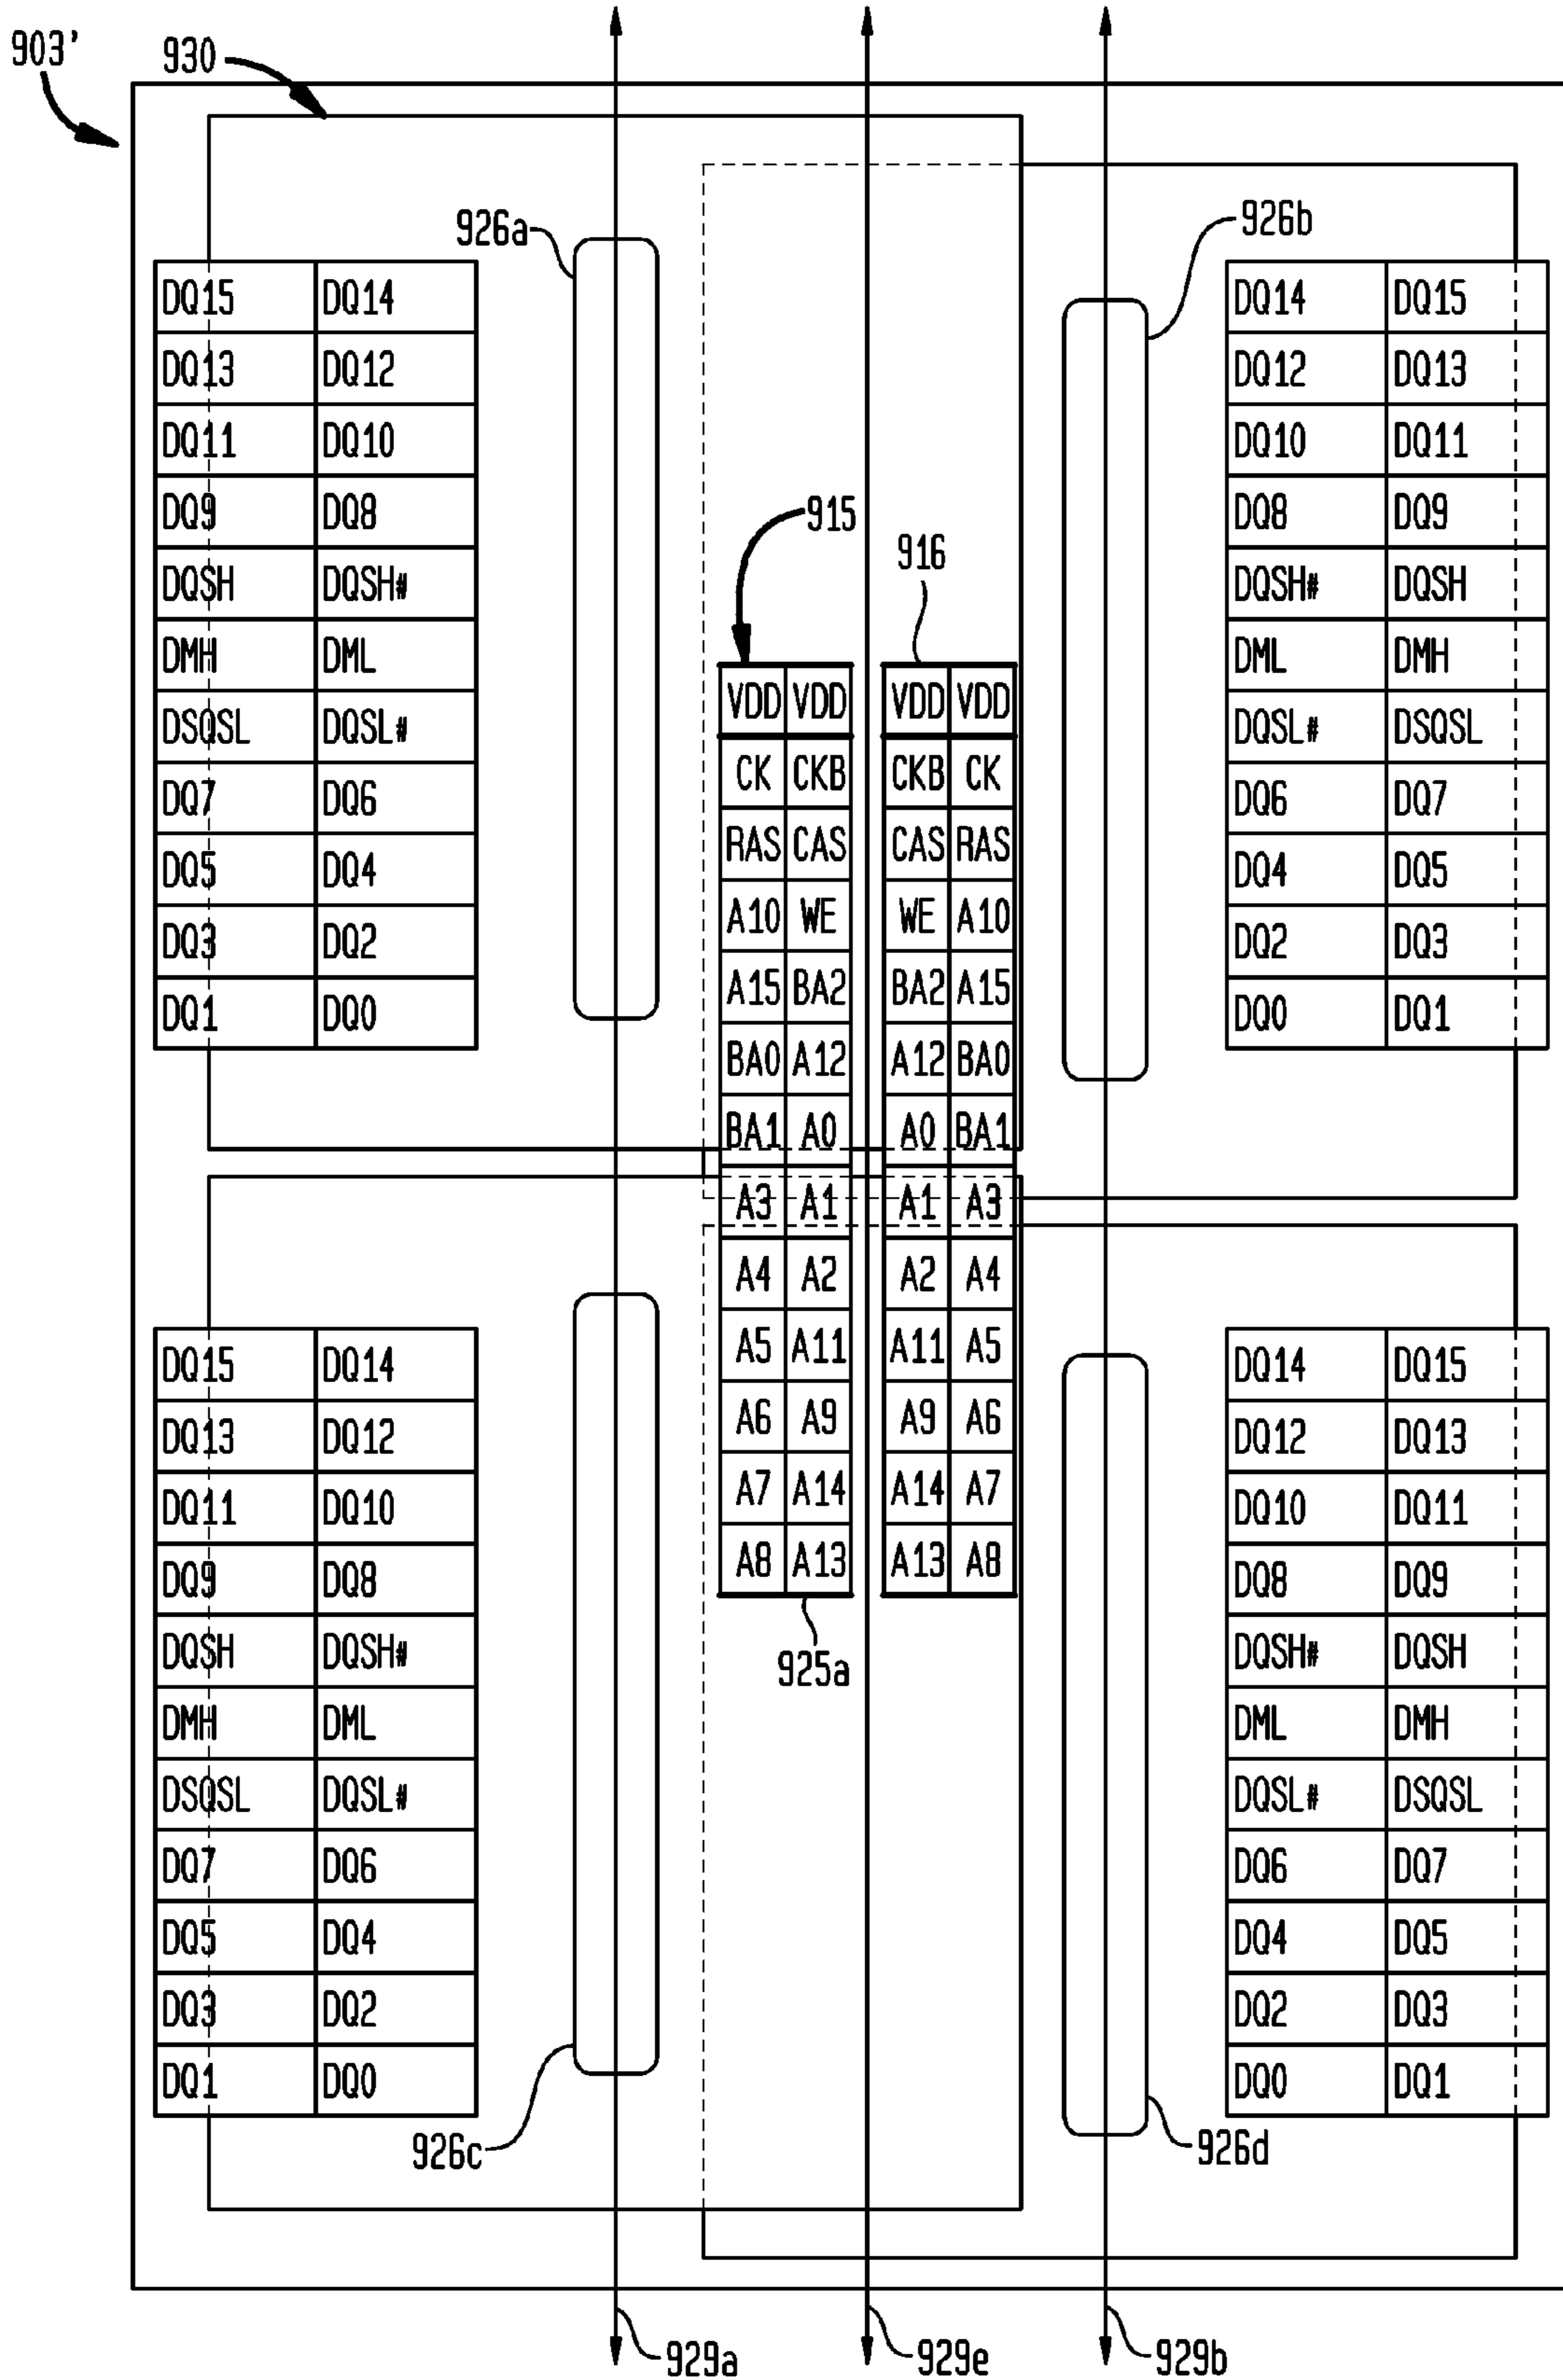 903'
930
926a
926b
DQ15 DQ14
DQ14 DQ15
DQ13 DQ12
DQ12 DQ13
DQ11 DQ10
DQ10 DQ11
DQ9 DQ8
915
DQ8 DQ9
916
DQSH DQSH#
DQSH# DQSH
DMH DML
DML DMH
VDD VDD VDD VDD
DSQSL DQSL#
DQSL# DSQSL
CK CKB CKB CK
DQ7 DQ6
DQ6 DQ7
RAS CAS CAS RAS
DQ5 DQ4
DQ4 DQ5
A10 WE WE A10
DQ3 DQ2
DQ2 DQ3
A15 BA2 BA2 A15
DQ1 DQ0
DQ0 DQ1
BA0 A12 A12 BA0
BA1 A0 A0 BA1
A3 A1 A1 A3
A4 A2 A2 A4
A5 A11 A11 A5
DQ15 DQ14
DQ14 DQ15
A6 A9 A9 A6
DQ13 DQ12
DQ12 DQ13
A7 A14 A14 A7
DQ11 DQ10
DQ10 DQ11
A8 A13 A13 A8
DQ9 DQ8
DQ8 DQ9
925a
DQSH DQSH#
DQSH# DQSH
DMH DML
DML DMH
DSQSL DQSL#
DQSL# DSQSL
DQ7 DQ6
DQ6 DQ7
DQ5 DQ4
DQ4 DQ5
DQ3 DQ2
DQ2 DQ3
DQ1 DQ0
DQ0 DQ1
926c
926d
929a
929e
929b